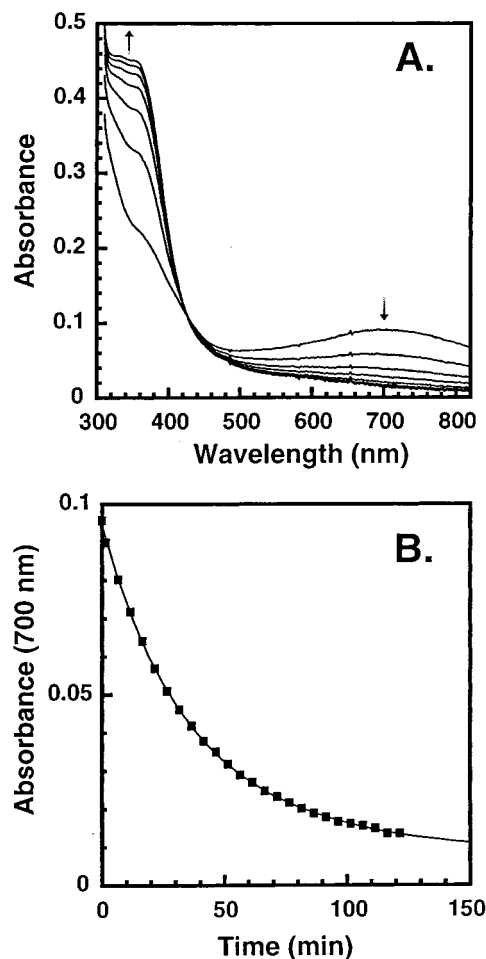 A.
0.5
0.4
0.3
0.2
0.1
0
Absorbance
300 400 500 600 700 800
Wavelength (nm)
B.
0.1
0.05
0
Absorbance (700 nm)
0 50 100 150
Time (min)